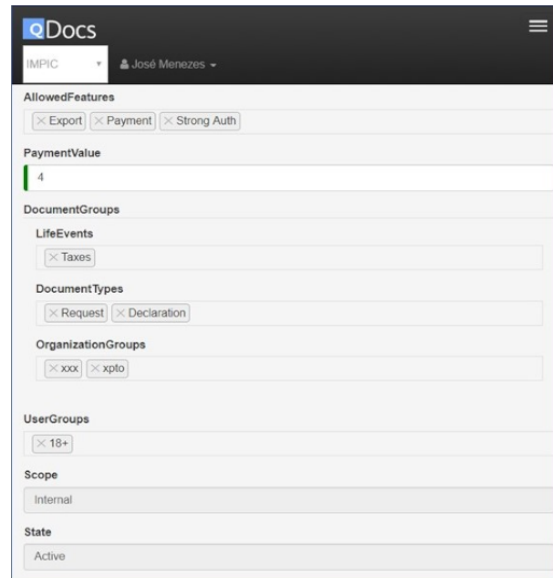 QDocs
IMPIC José Menezes
AllowedFeatures
Export Payment Strong Auth
PaymentValue
4
DocumentGroups
LifeEvents
Taxes
DocumentTypes
Request Declaration
OrganizationGroups
xxx xpto
UserGroups
18+
Scope
Internal
State
Active